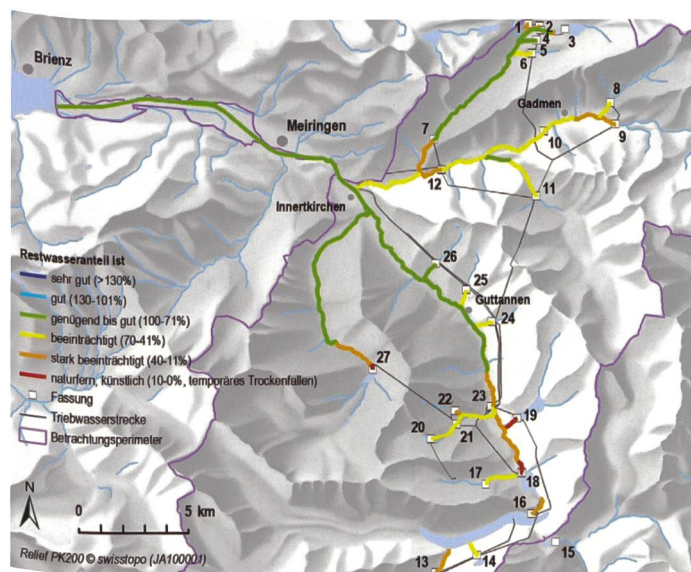 1
2
3
4
5
6
Brienz
8
Gadmen
9
7
Meiringen
10
12
11
Innertkirchen
26
25
Guttannen
24
Restwasseranteil Ist
sehr gut (>130%)
gut (130-101%)
genügend bis gut (100-71%)
beeinträchtigt (70-41%)
stark beeinträchtigt (40-11%)
naturfern, künstlich (10-0%, temporäres Trockenfallen)
Fassung
Triebwasserstrecke
Betrachtungsperimeter
27
22
23
19
20
21
17
18
16
N
0 5 km
15
14
13
Relief PK200 © swisstopo (JA100001)